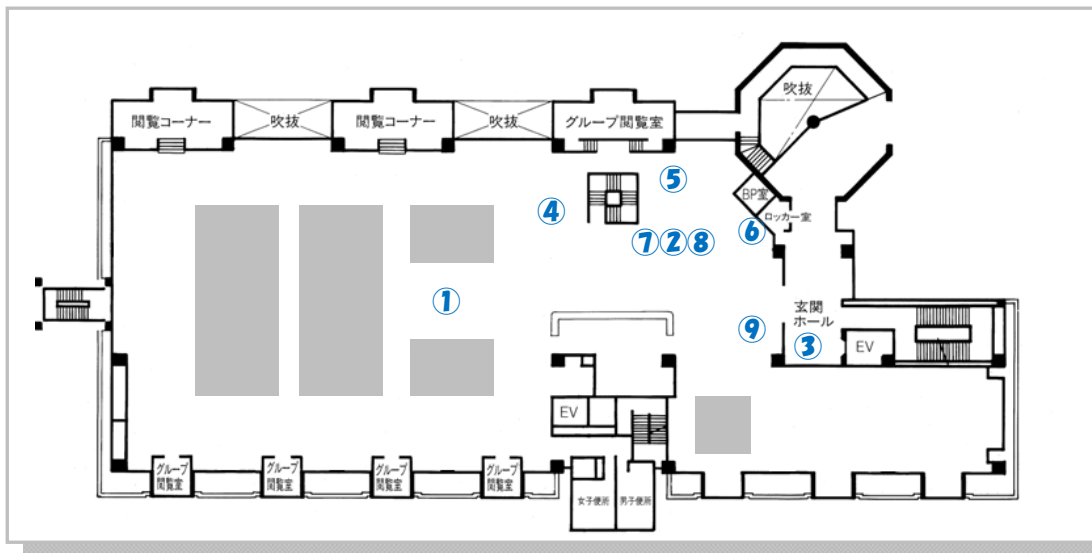 吹抜
閲覧コーナー
吹抜
閲覧コーナー
吹抜
グループ閲覧室
⑤
BP室
④
ロッカー室
⑥
⑦②⑧
①
玄関
ホール
⑨
③
EV
EV
グループ
閲覧室
グループ
閲覧室
グループ
閲覧室
グループ
閲覧室
女子便所
男子便所